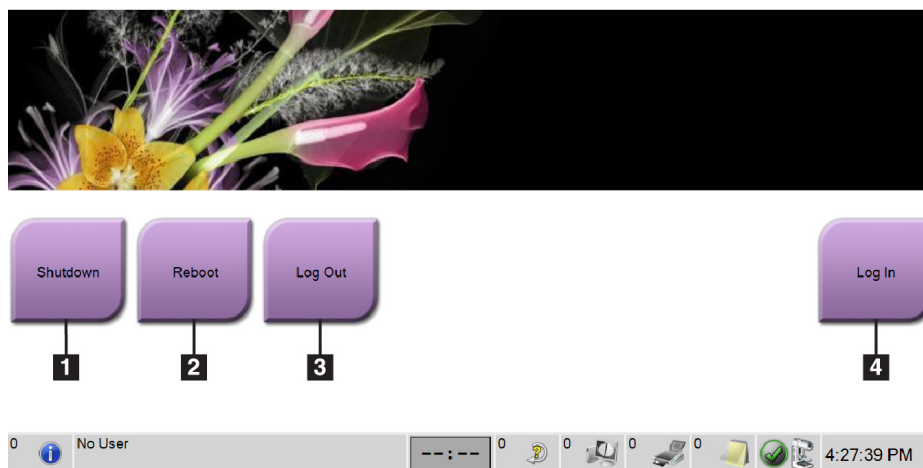 Shutdown
Reboot
Log Out
Log In
1
2
3
4
0
No User
--:--
0
0
0
0
4:27:39 PM